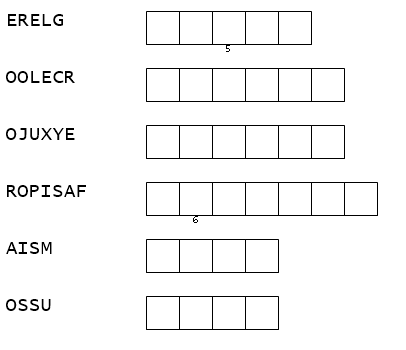 ERELG
5
OOLECR
OJUXYE
ROPISAF
6
AISM
OSSU